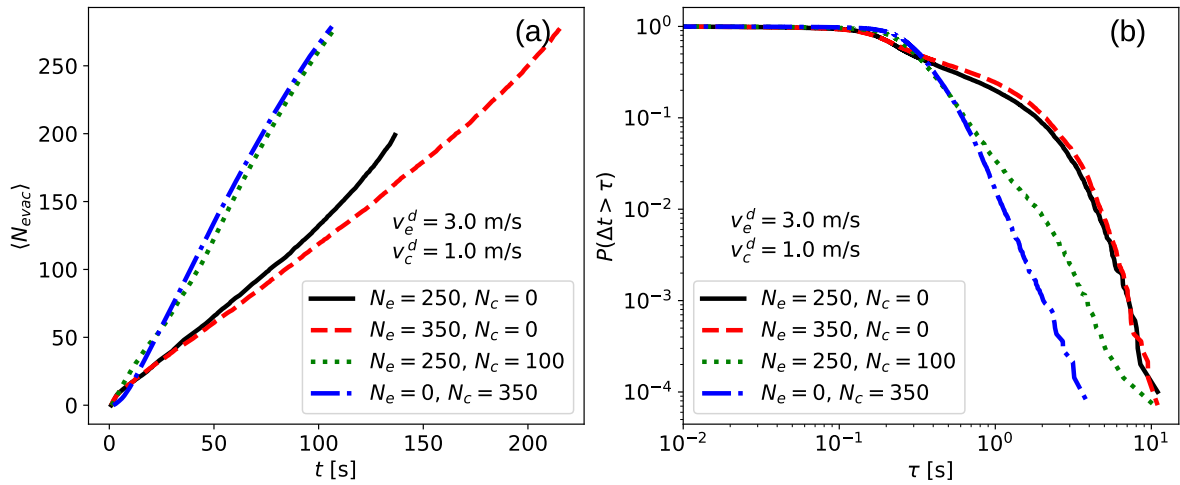 (a)
250
200
150
100
50
0
⟨N_evac⟩
v_e^d = 3.0 m/s
v_c^d = 1.0 m/s
N_e = 250, N_c = 0
N_e = 350, N_c = 0
N_e = 250, N_c = 100
N_e = 0, N_c = 350
0 50 100 150 200
t [s]
(b)
10^0
10^−1
10^−2
10^−3
10^−4
P(Δt > τ)
v_e^d = 3.0 m/s
v_c^d = 1.0 m/s
N_e = 250, N_c = 0
N_e = 350, N_c = 0
N_e = 250, N_c = 100
N_e = 0, N_c = 350
10^−2 10^−1 10^0 10^1
τ [s]